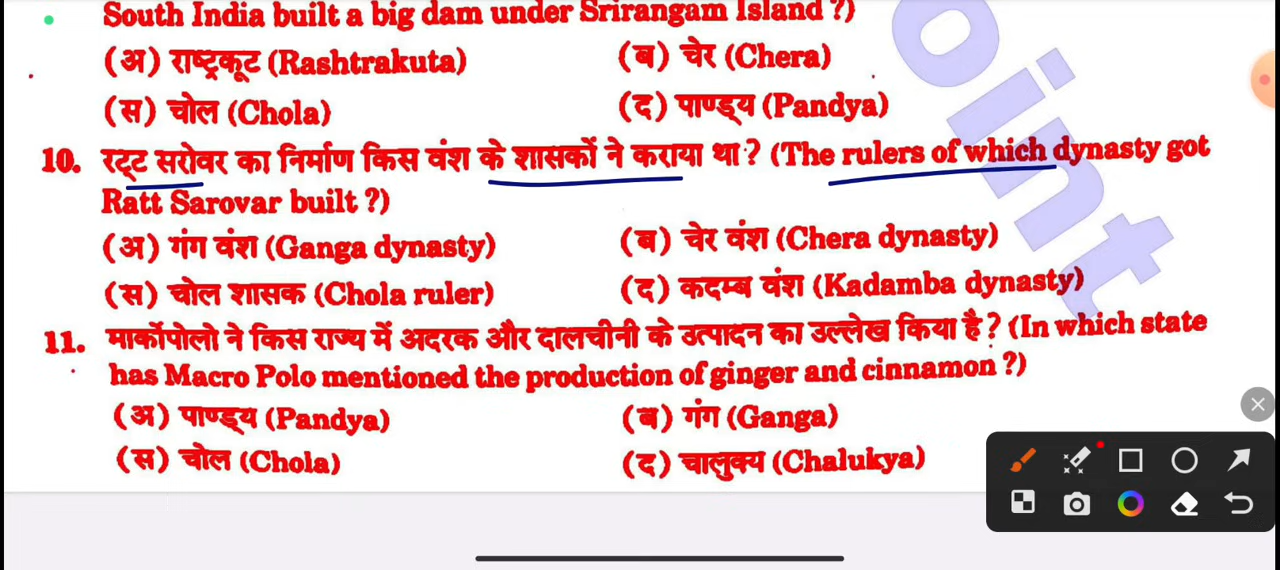 South India built a big dam under Srirangam Island ?)
(अ) राष्ट्रकूट (Rashtrakuta) (ब) चेर (Chera)
(स) चोल (Chola) (द) पाण्ड्य (Pandya)
10. रट्ट सरोवर का निर्माण किस वंश के शासकों ने कराया था? (The rulers of which dynasty got
Ratt Sarovar built ?)
(अ) गंग वंश (Ganga dynasty) (ब) चेर वंश (Chera dynasty)
(स) चोल शासक (Chola ruler) (द) कदम्ब वंश (Kadamba dynasty)
11. मार्कोपोलो ने किस राज्य में अदरक और दालचीनी के उत्पादन का उल्लेख किया है? (In which state
has Macro Polo mentioned the production of ginger and cinnamon ?)
(अ) पाण्ड्य (Pandya) (ब) गंग (Ganga)
(स) चोल (Chola) (द) चालुक्य (Chalukya)
oint